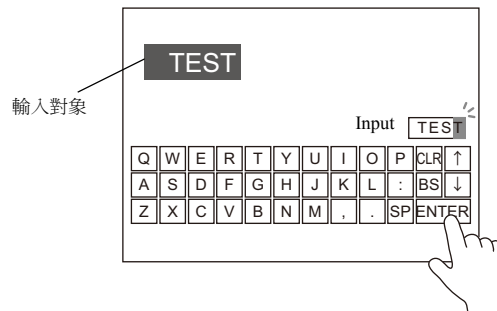 TEST
輸入對象
Input TEST
Q W E R T Y U I O P CLR ↑
A S D F G H J K L : BS ↓
Z X C V B N M , . SP ENTER